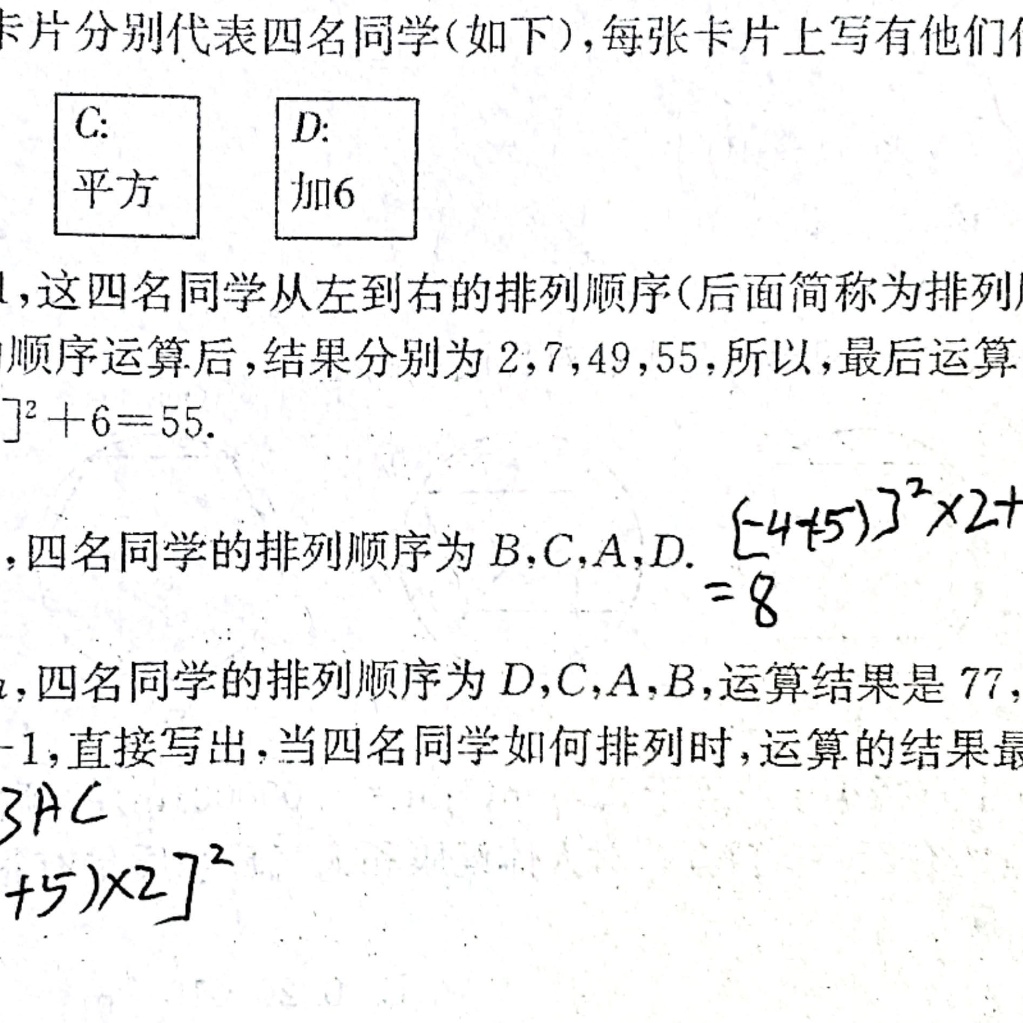 卡片分别代表四名同学(如下),每张卡片上写有他们
C:
平方
D:
加6
,这四名同学从左到右的排列顺序(后面简称为排列
顺序运算后,结果分别为 2,7,49,55,所以,最后运算
]²+6=55.
[-4+5)]²×2+
,四名同学的排列顺序为 B,C,A,D.
=8
,四名同学的排列顺序为 D,C,A,B,运算结果是 77,
-1,直接写出,当四名同学如何排列时,运算的结果最
BAC
+5)×2]²